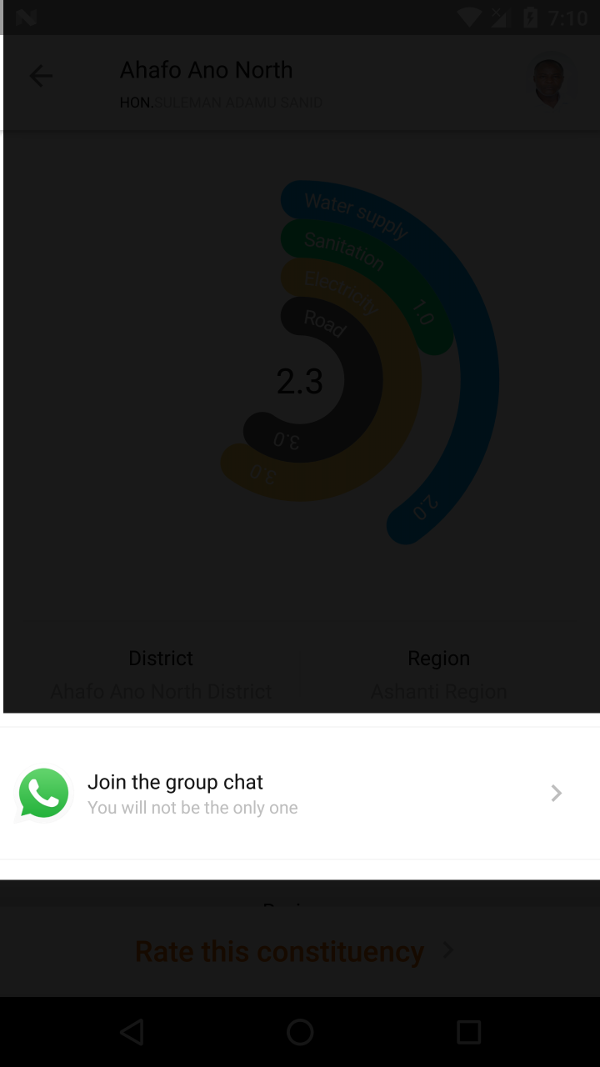 7:10
Ahafo Ano North
HON.SULEMAN ADAMU SANID
Water supply
Sanitation
Electricity
Road
1.0
2.3
3.0
3.0
2.0
District
Region
Ahafo Ano North District
Ashanti Region
Join the group chat
You will not be the only one
Rate this constituency